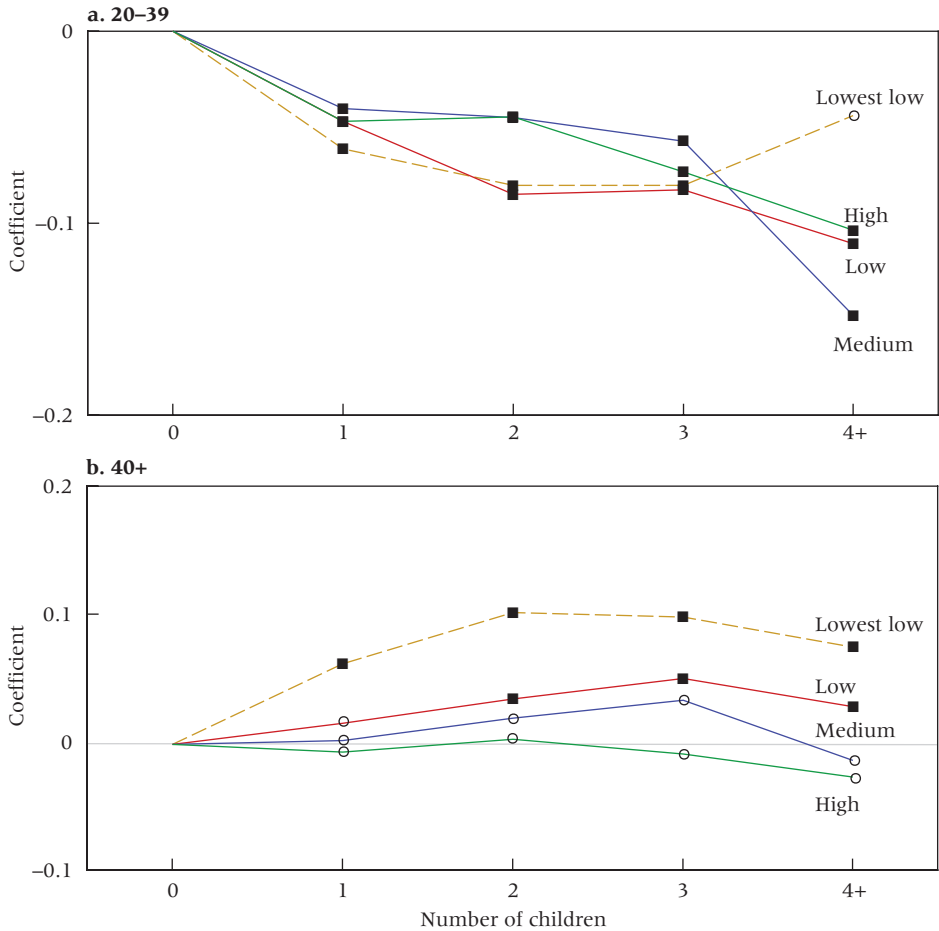 a. 20–39
0
–0.1
–0.2
Coefficient
Lowest low
High
Low
Medium
0 1 2 3 4+
b. 40+
0.2
0.1
0
–0.1
Coefficient
Lowest low
Low
Medium
High
0 1 2 3 4+
Number of children